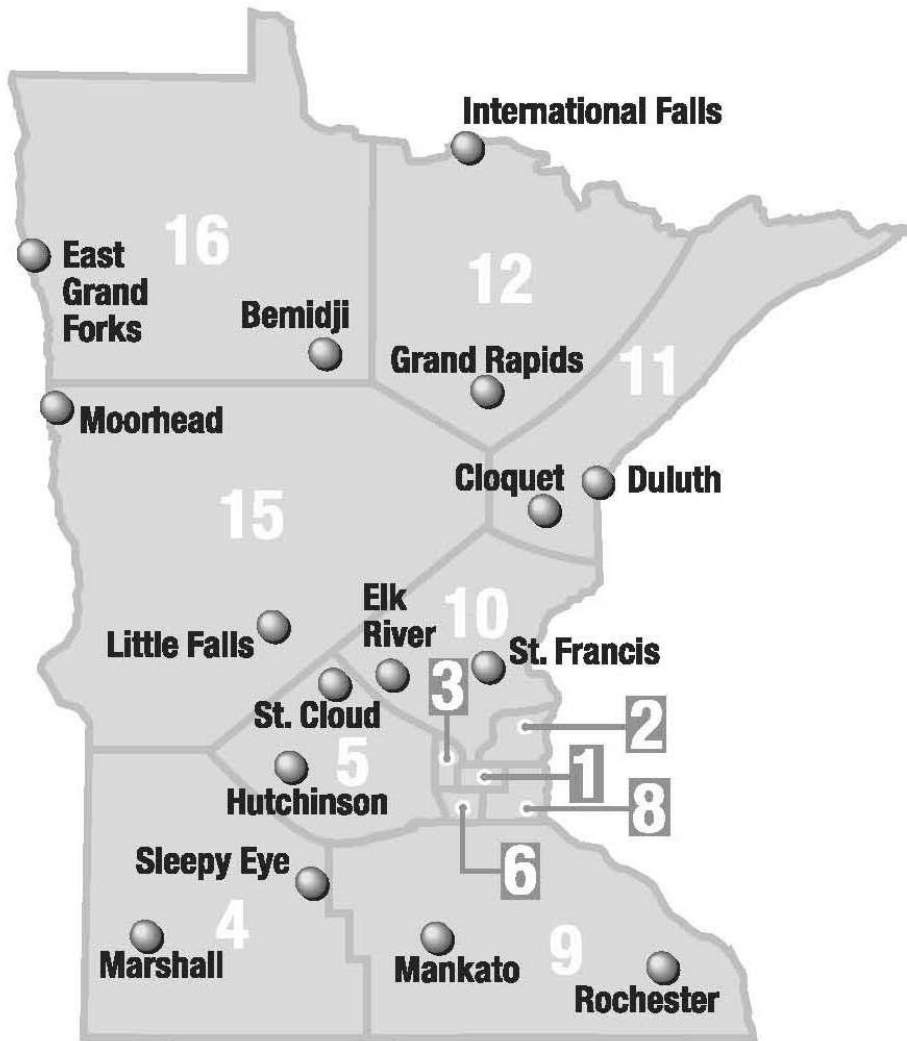 International Falls
16
East
Grand
Forks
12
Bemidji
Grand Rapids
11
Moorhead
Cloquet
Duluth
15
Elk
River
10
Little Falls
St. Francis
3
St. Cloud
2
5
1
Hutchinson
8
6
Sleepy Eye
4
Marshall
Mankato
9
Rochester